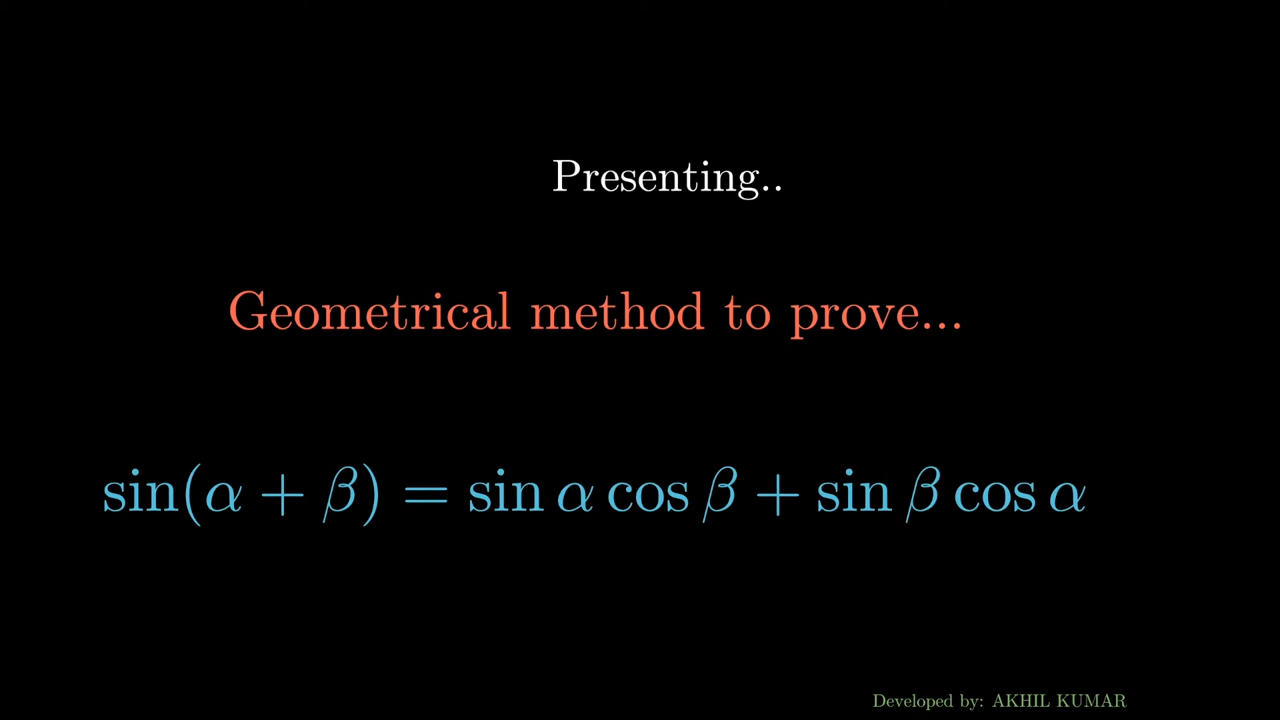 Presenting..
Geometrical method to prove...
sin(α + β) = sin α cos β + sin β cos α
Developed by: AKHIL KUMAR